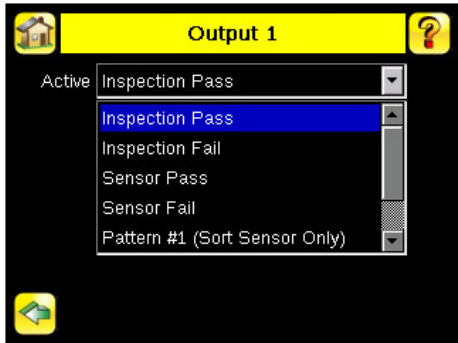 Output 1
?
Active Inspection Pass
Inspection Pass
Inspection Fail
Sensor Pass
Sensor Fail
Pattern #1 (Sort Sensor Only)